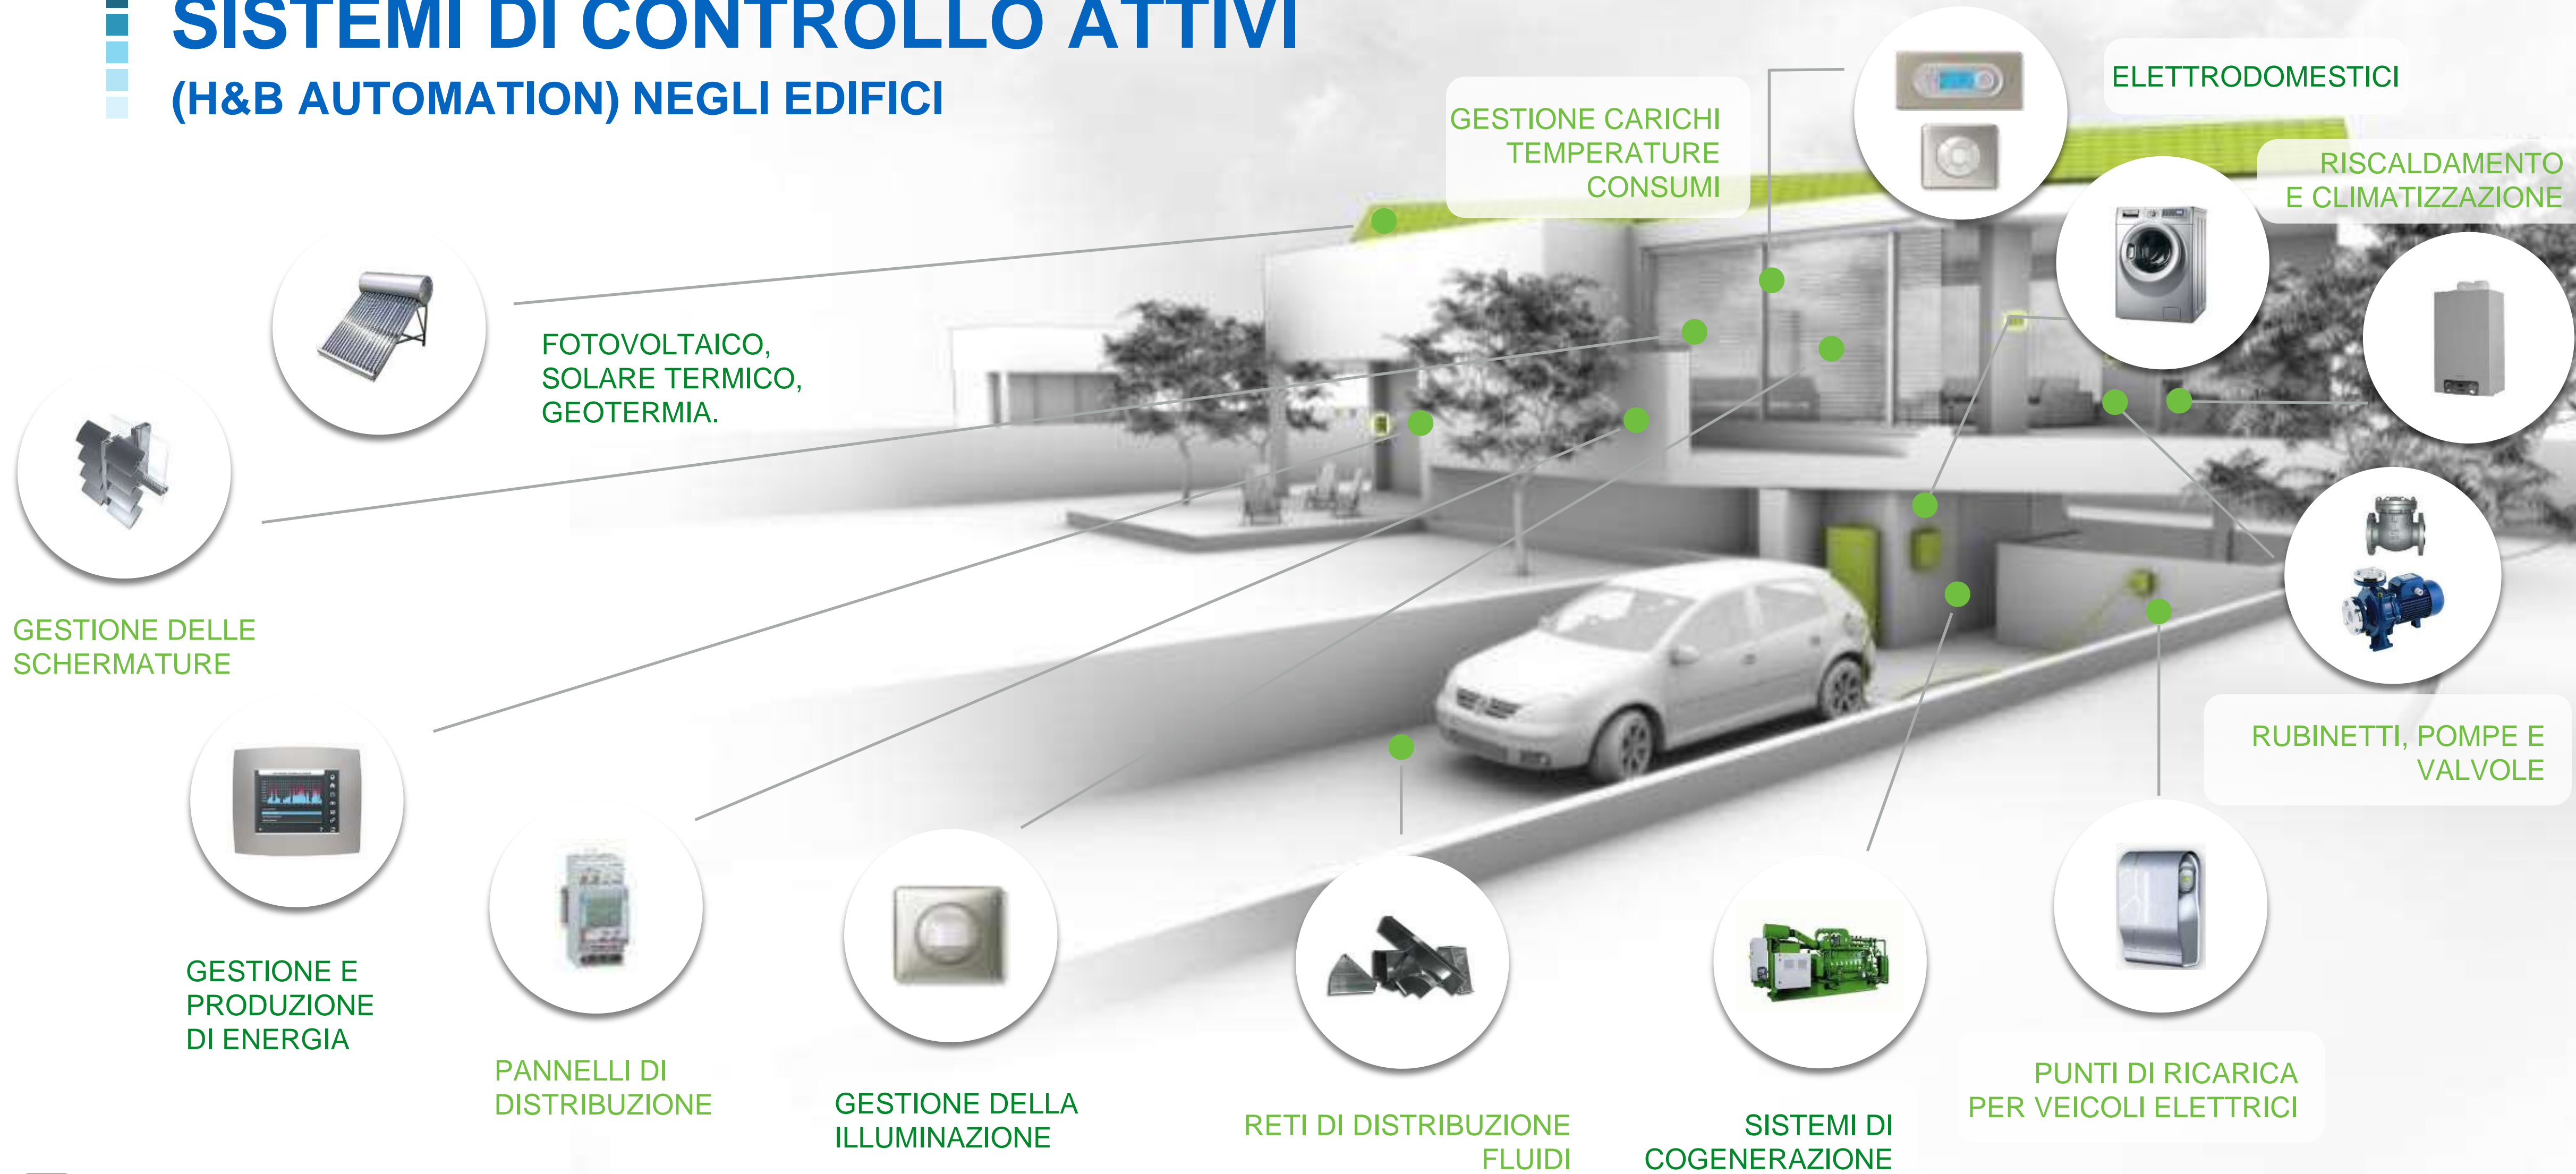 SISTEMI DI CONTROLLO ATTIVI
(H&B AUTOMATION) NEGLI EDIFICI
GESTIONE CARICHI
TEMPERATURE
CONSUMI
ELETTRODOMESTICI
RISCALDAMENTO
E CLIMATIZZAZIONE
FOTOVOLTAICO,
SOLARE TERMICO,
GEOTERMIA.
GESTIONE DELLE
SCHERMATURE
RUBINETTI, POMPE E
VALVOLE
GESTIONE E
PRODUZIONE
DI ENERGIA
PANNELLI DI
DISTRIBUZIONE
GESTIONE DELLA
ILLUMINAZIONE
RETI DI DISTRIBUZIONE
FLUIDI
SISTEMI DI
COGENERAZIONE
PUNTI DI RICARICA
PER VEICOLI ELETTRICI